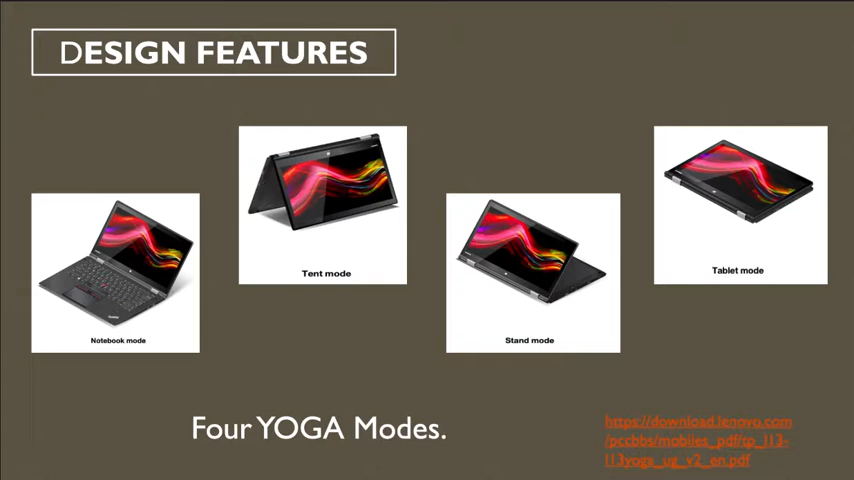 DESIGN FEATURES
Tent mode
Tablet mode
Notebook mode
Stand mode
Four YOGA Modes.
https://download.lenovo.com
/pccbbs/mobiles_pdf/tp_l13-
l13yoga_ug_v2_en.pdf